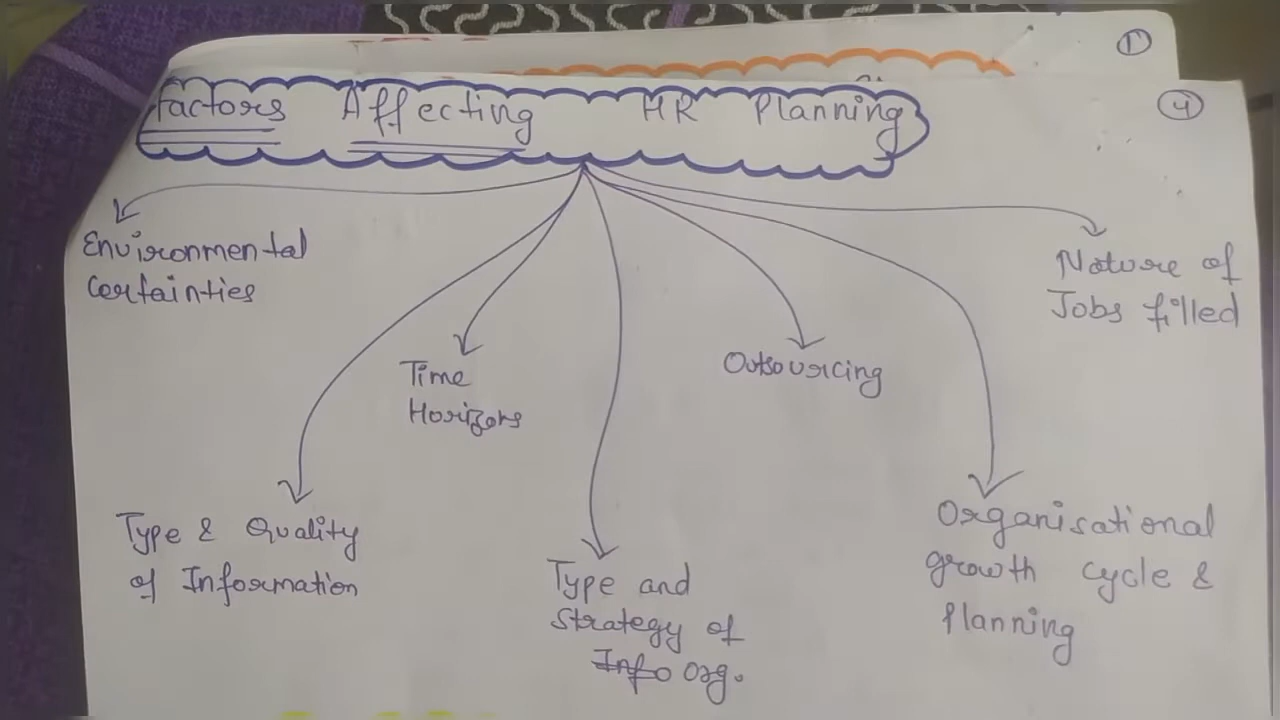 1
4
Factors Affecting HR Planning
Environmental
Certainties
Nature of
Jobs filled
Time
Horizons
Outsourcing
Type & Quality
of Information
Type and
Strategy of
Info Org.
Organisational
growth cycle &
Planning